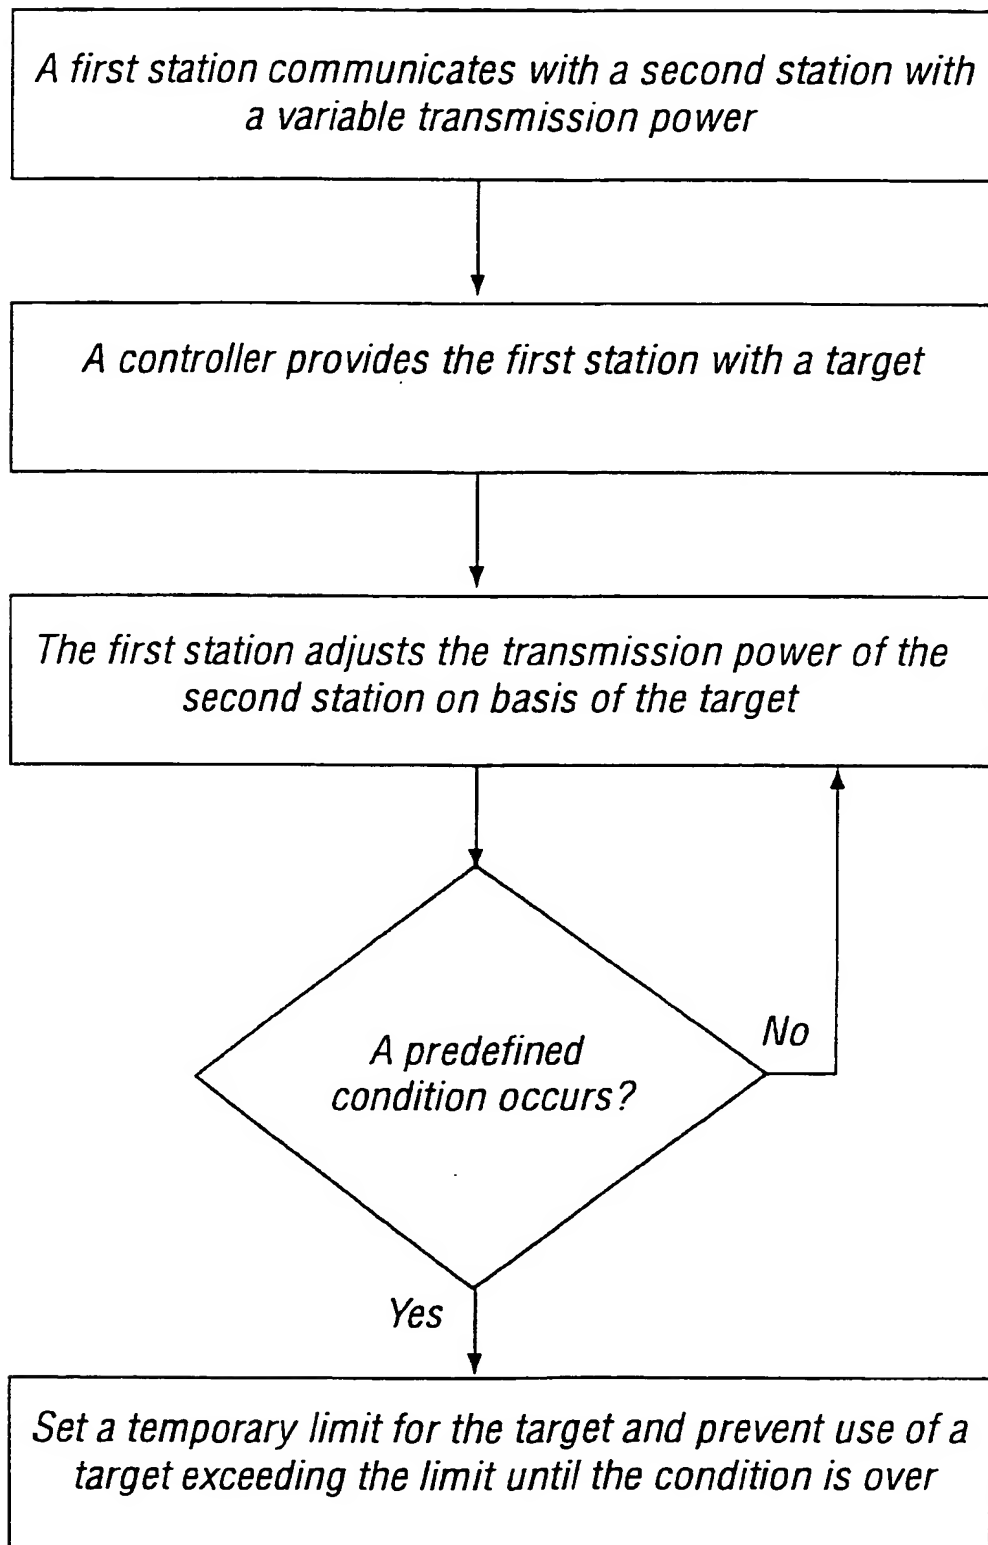 A first station communicates with a second station with
a variable transmission power
A controller provides the first station with a target
The first station adjusts the transmission power of the
second station on basis of the target
A predefined
condition occurs?
No
Yes
Set a temporary limit for the target and prevent use of a
target exceeding the limit until the condition is over